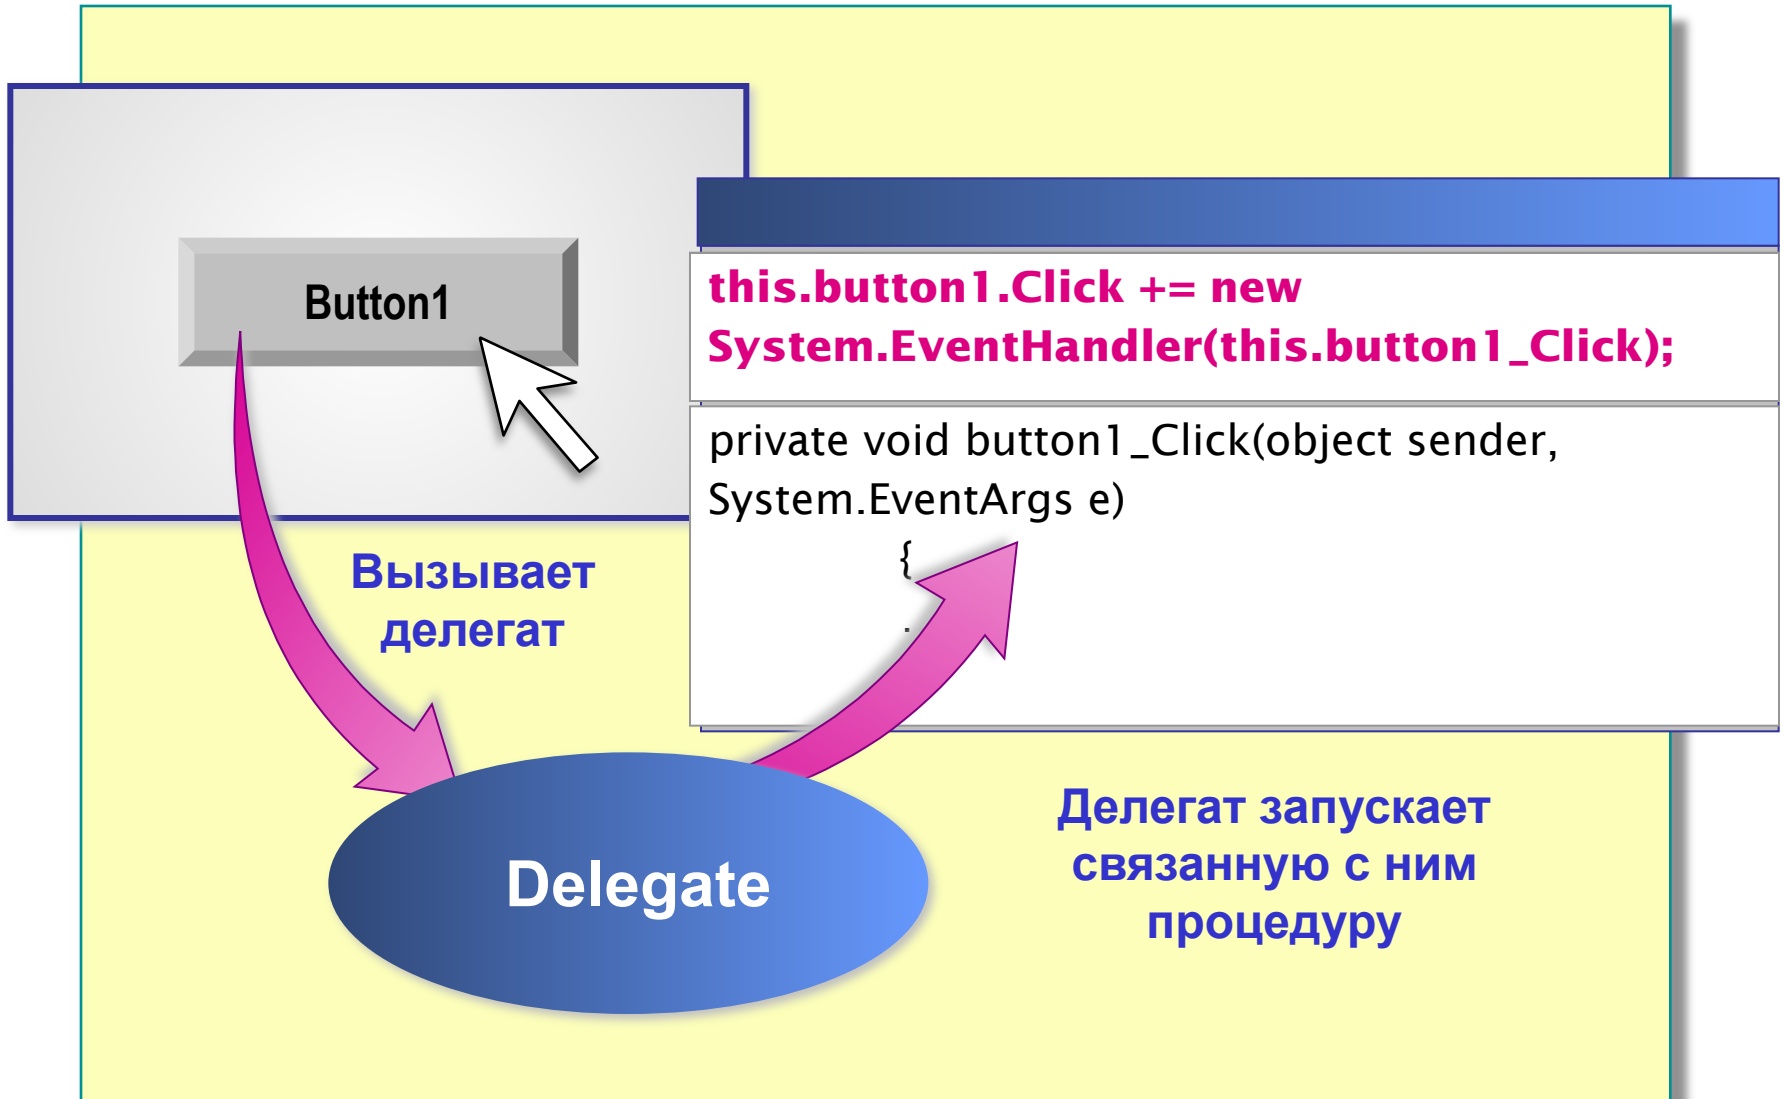 Button1
this.button1.Click += new
System.EventHandler(this.button1_Click);
private void button1_Click(object sender,
System.EventArgs e)
{
.
Вызывает
делегат
Delegate
Делегат запускает
связанную с ним
процедуру